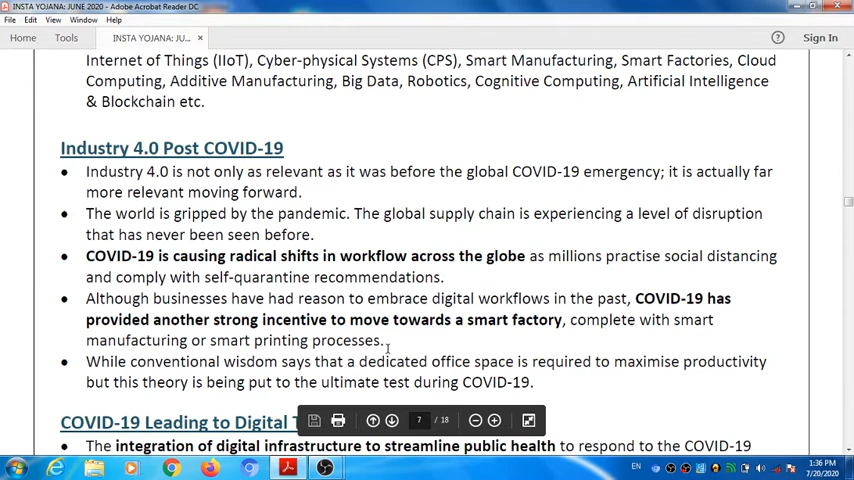 INSTA YOJANA: JUNE 2020 - Adobe Acrobat Reader DC
File Edit View Window Help
Home Tools INSTA YOJANA: JU... × Sign In
Internet of Things (IIoT), Cyber-physical Systems (CPS), Smart Manufacturing, Smart Factories, Cloud
Computing, Additive Manufacturing, Big Data, Robotics, Cognitive Computing, Artificial Intelligence
& Blockchain etc.
Industry 4.0 Post COVID-19
• Industry 4.0 is not only as relevant as it was before the global COVID-19 emergency; it is actually far
more relevant moving forward.
• The world is gripped by the pandemic. The global supply chain is experiencing a level of disruption
that has never been seen before.
• COVID-19 is causing radical shifts in workflow across the globe as millions practise social distancing
and comply with self-quarantine recommendations.
• Although businesses have had reason to embrace digital workflows in the past, COVID-19 has
provided another strong incentive to move towards a smart factory, complete with smart
manufacturing or smart printing processes.
• While conventional wisdom says that a dedicated office space is required to maximise productivity
but this theory is being put to the ultimate test during COVID-19.
7 / 18
COVID-19 Leading to Digital T
• The integration of digital infrastructure to streamline public health to respond to the COVID-19
EN 1:36 PM
7/20/2020